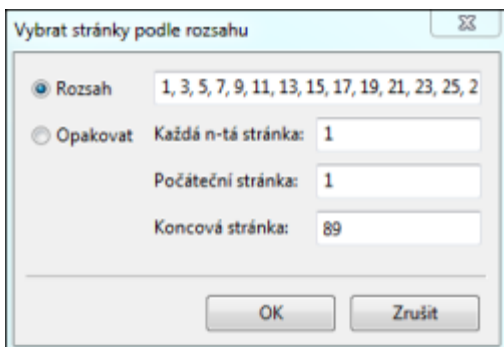 Vybrat stránky podle rozsahu
Rozsah 1, 3, 5, 7, 9, 11, 13, 15, 17, 19, 21, 23, 25, 2
Opakovat Každá n-tá stránka: 1
Počáteční stránka: 1
Koncová stránka: 89
OK Zrušit